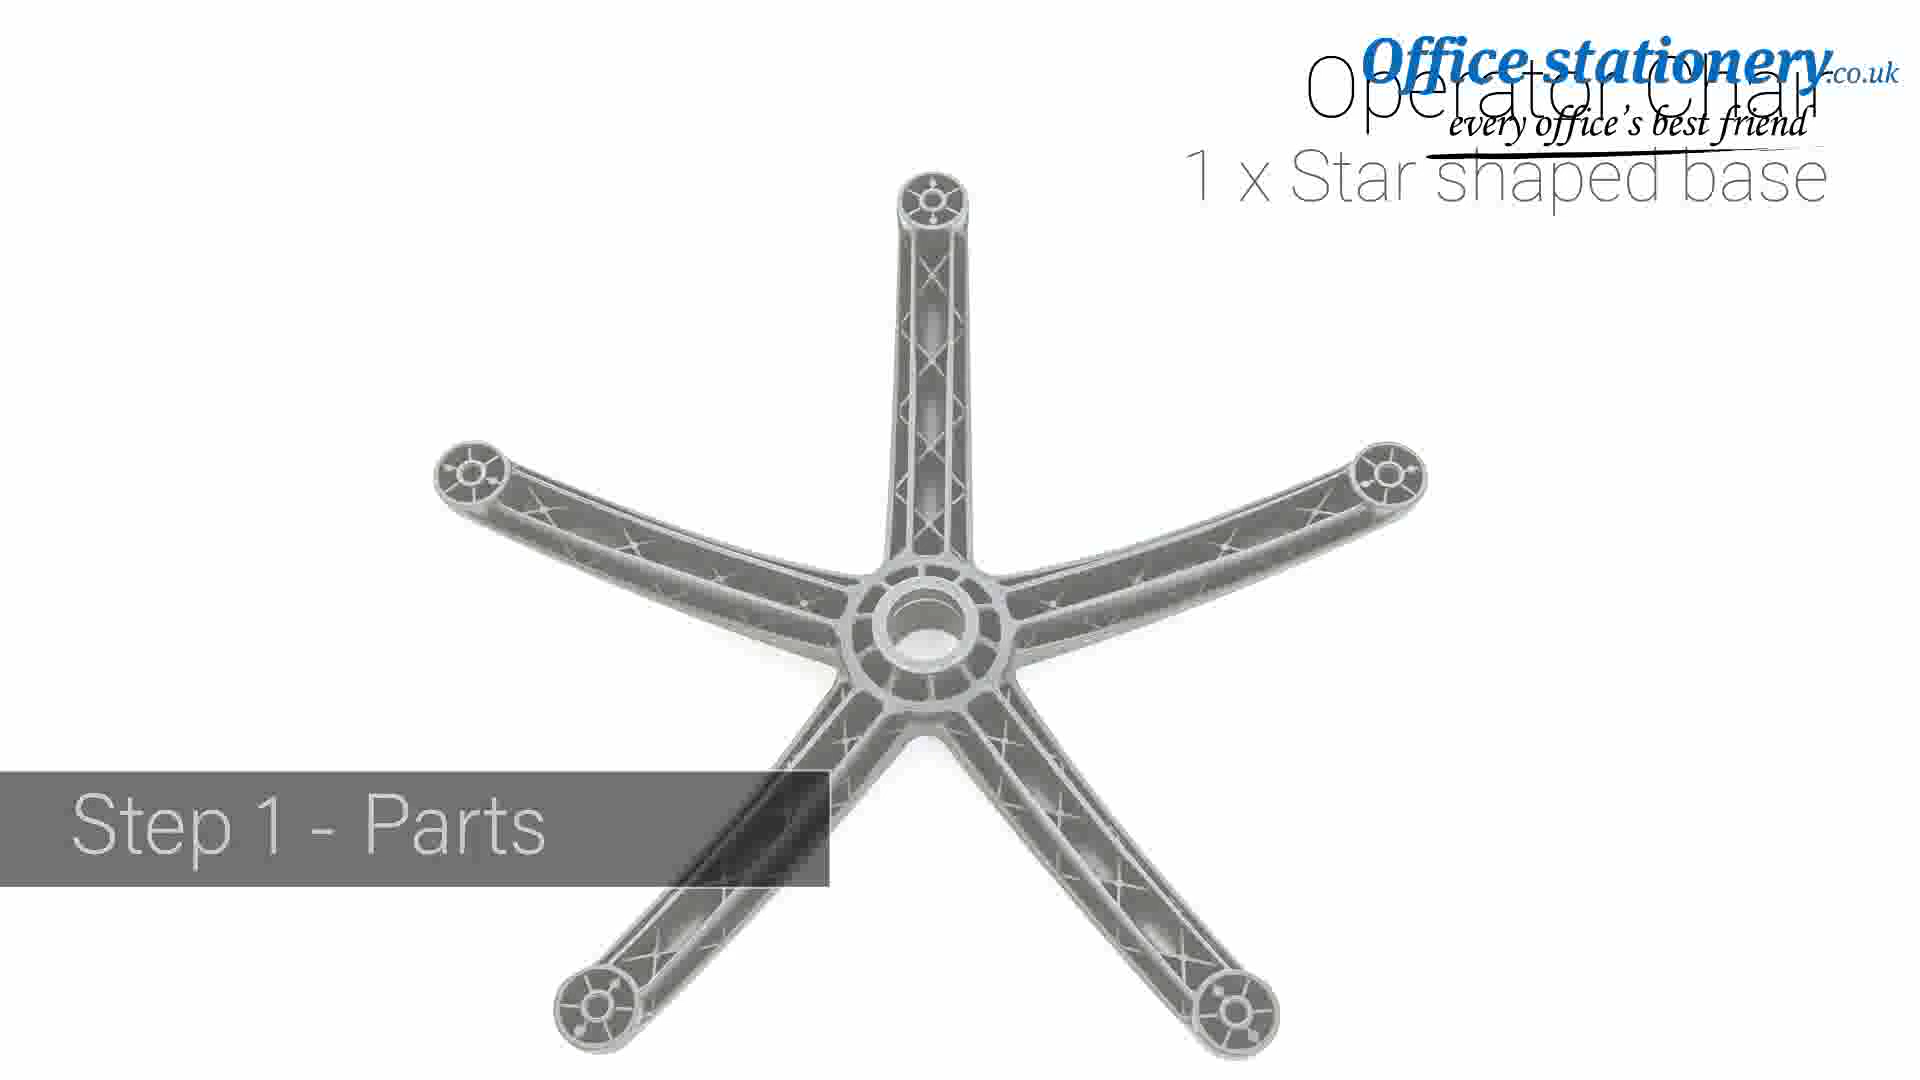 Office stationery.co.uk
Operator Chair
every office's best friend
1 x Star shaped base
Step 1 - Parts